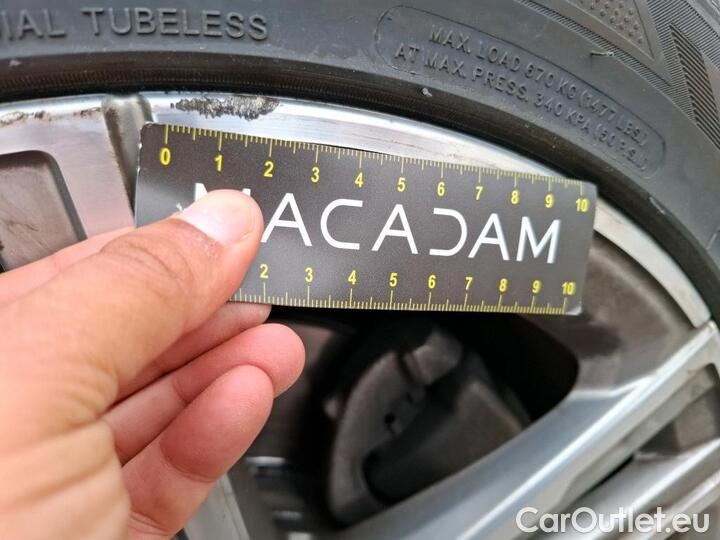 IAL TUBELESS
MAX. LOAD 670 KG (1477 LBS)
AT MAX. PRESS. 340 KPA (50 P.S.I.)
0 1 2 3 4 5 6 7 8 9 10
MACADAM
2 3 4 5 6 7 8 9 10
CarOutlet.eu